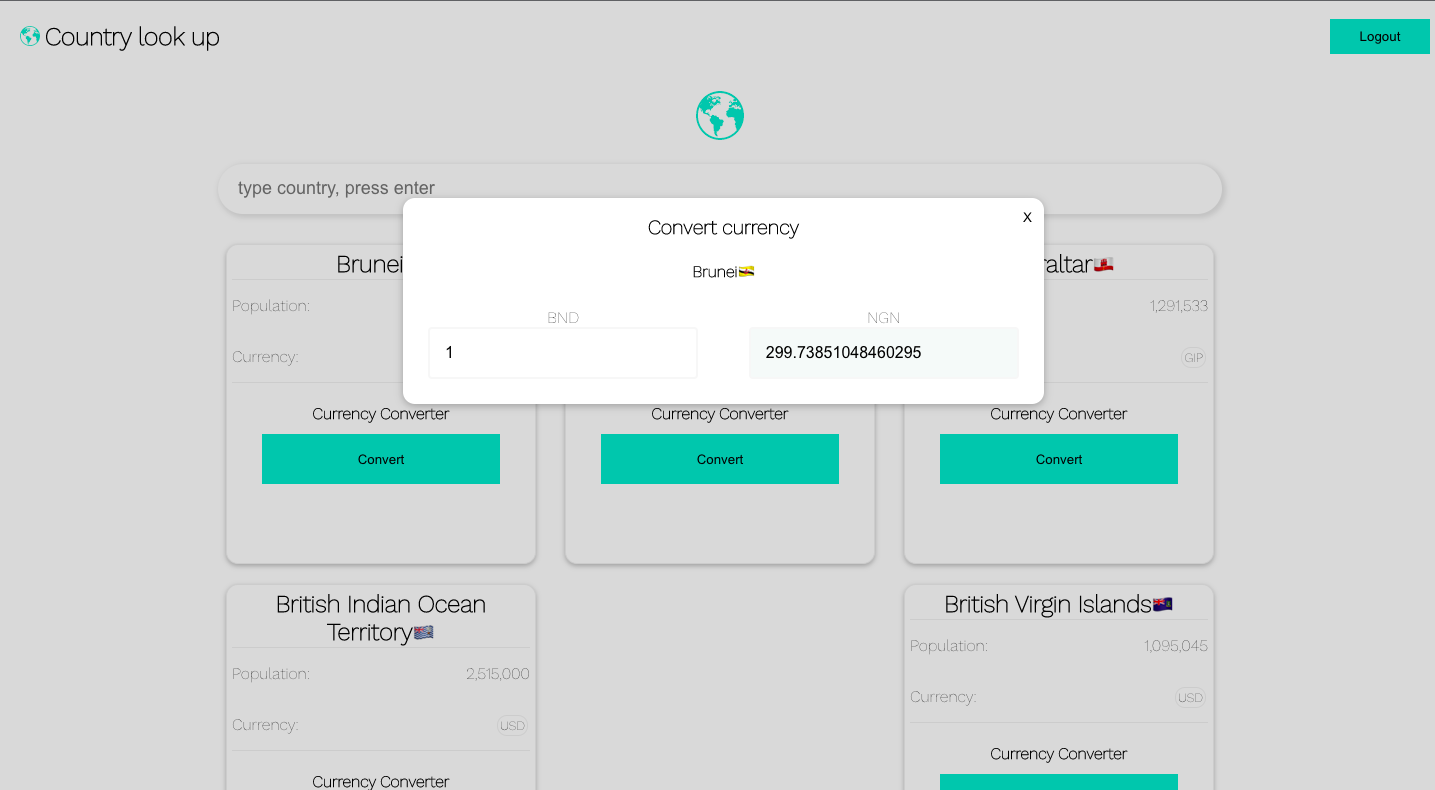 Country look up
Logout
type country, press enter
Convert currency
X
Brunei
BND
NGN
1
299.73851048460295
Brunei
Population:
Currency:
Currency Converter
Convert
Currency Converter
Convert
raltar
1,291,533
GIP
Currency Converter
Convert
British Indian Ocean
Territory
Population:
2,515,000
Currency:
USD
Currency Converter
British Virgin Islands
Population:
1,095,045
Currency:
USD
Currency Converter